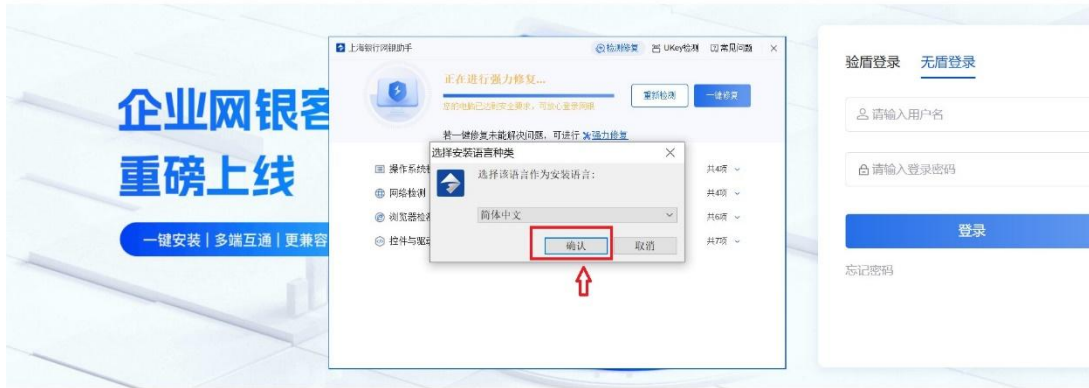 上海银行网银助手
检测修复 UKey检测 常见问题
正在进行强力修复...
您的电脑已达到安全要求，可放心登录网银
重新检测 一键修复
若一键修复未能解决问题，可进行 强力修复
选择安装语言种类
选择该语言作为安装语言：
简体中文
确认 取消
操作系统
共4项
网络检测
共4项
浏览器检
共6项
控件与驱
共7项
企业网银客
重磅上线
一键安装 | 多端互通 | 更兼容
验盾登录 无盾登录
请输入用户名
请输入登录密码
登录
忘记密码